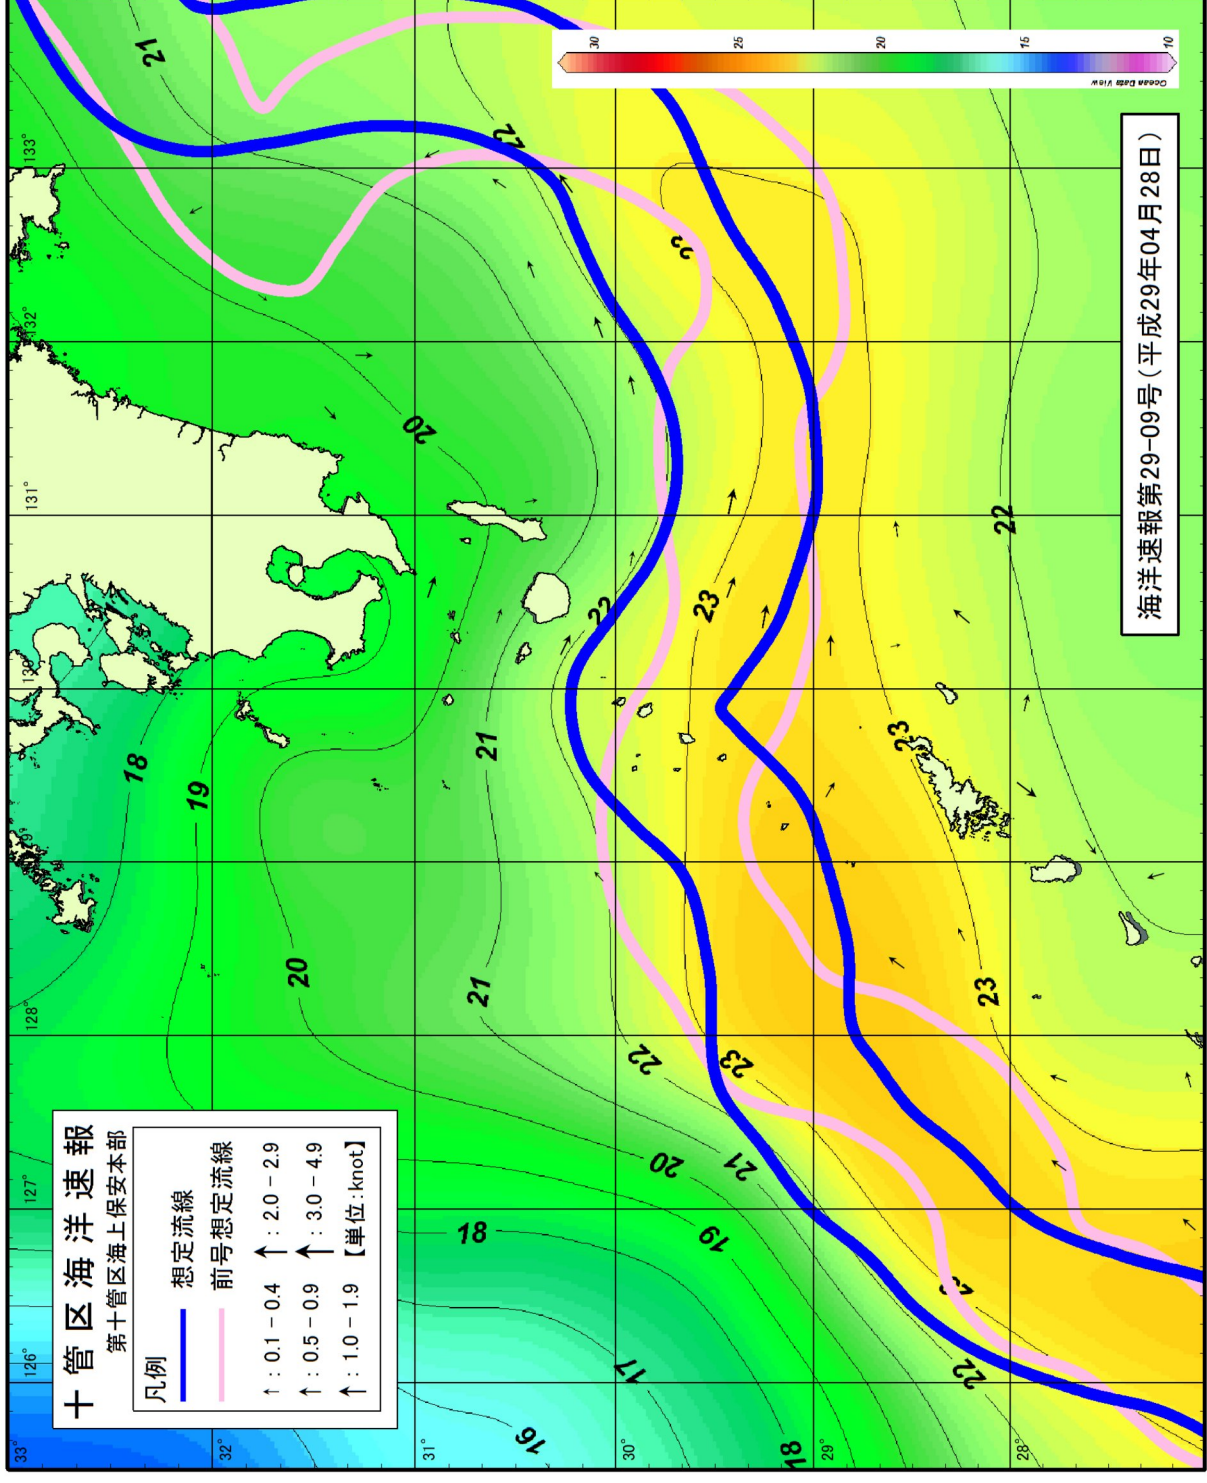 十管区海洋速報
第十管区海上保安本部
凡例
想定流線
前号想定流線
↑ : 0.1 - 0.4 ↑ : 2.0 - 2.9
↑ : 0.5 - 0.9 ↑ : 3.0 - 4.9
↑ : 1.0 - 1.9 【単位:knot】
126° 127° 128° 130° 131° 132° 133°
33°
32°
31°
30°
29°
28°
18
19
20
21
21
22
23
20
21
18
19
17
16
18
22
23
22
23
20
22
23
21
22
23
22
23
10 15 20 25 30
Ocean Data View
海洋速報第29-09号(平成29年04月28日)